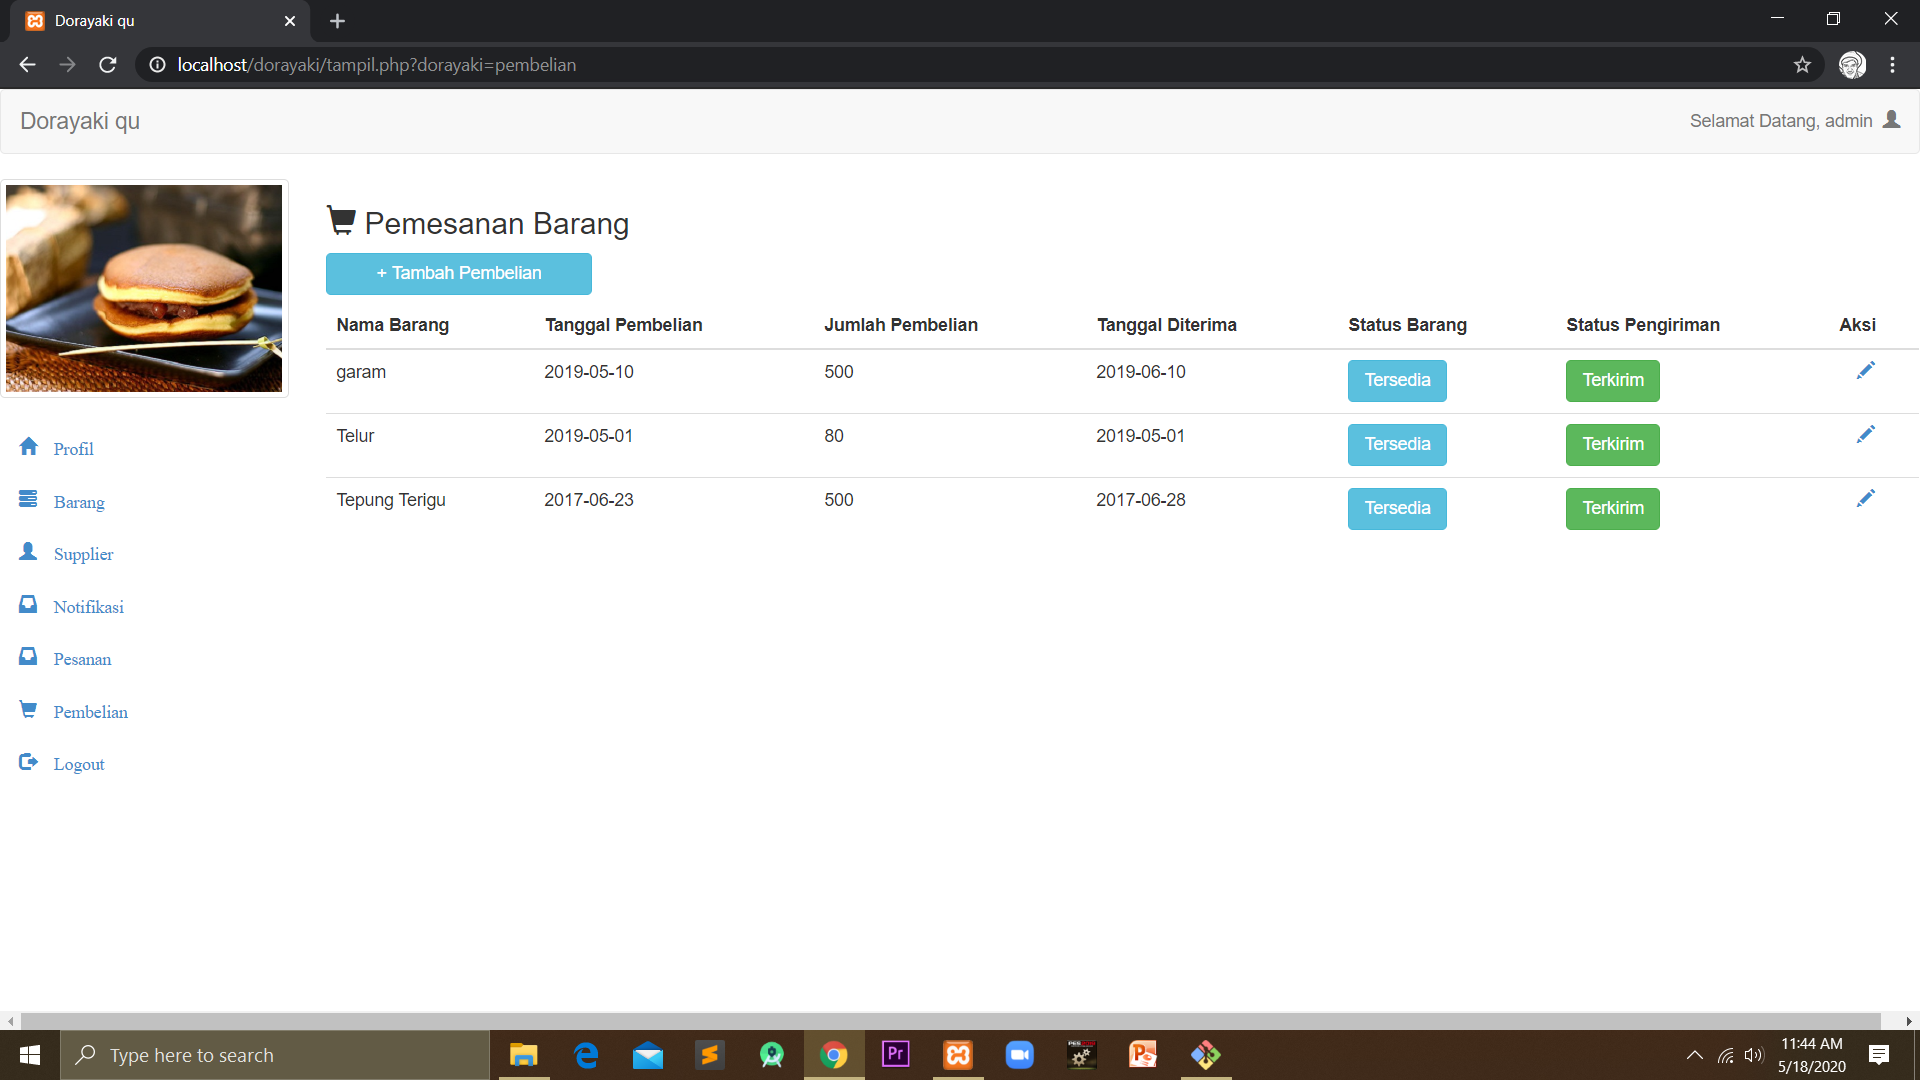 Dorayaki qu
localhost/dorayaki/tampil.php?dorayaki=pembelian
Dorayaki qu
Selamat Datang, admin
Pemesanan Barang
+ Tambah Pembelian
Nama Barang Tanggal Pembelian Jumlah Pembelian Tanggal Diterima Status Barang Status Pengiriman Aksi
garam 2019-05-10 500 2019-06-10 Tersedia Terkirim
Telur 2019-05-01 80 2019-05-01 Tersedia Terkirim
Tepung Terigu 2017-06-23 500 2017-06-28 Tersedia Terkirim
Profil
Barang
Supplier
Notifikasi
Pesanan
Pembelian
Logout
Type here to search
Pr
11:44 AM
5/18/2020